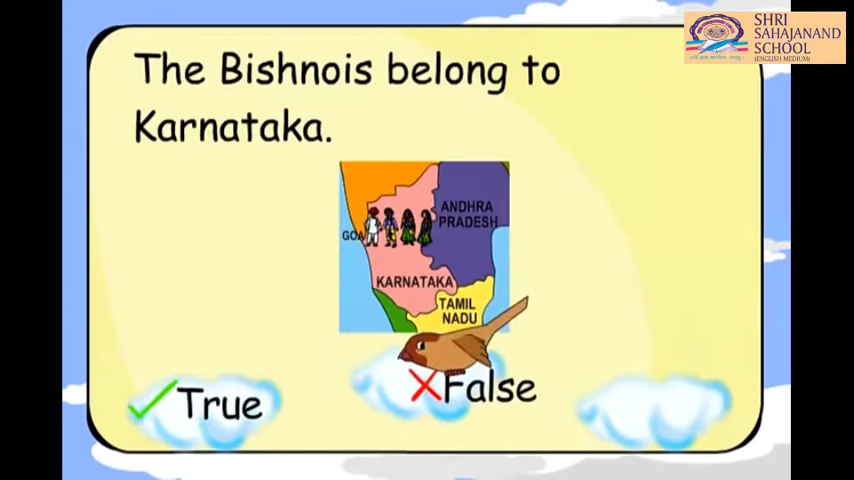 SHRI
SAHAJANAND
SCHOOL
(ENGLISH MEDIUM)
The Bishnois belong to
Karnataka.
ANDHRA
PRADESH
GOA
KARNATAKA
TAMIL
NADU
True
False